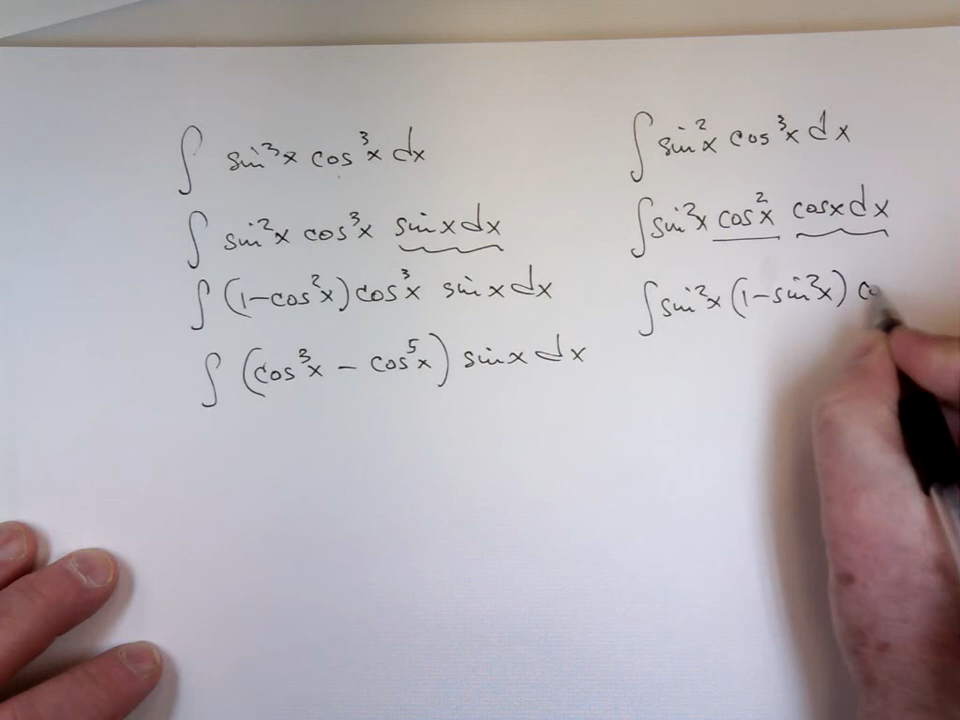 ∫ sin³x cos³x dx
∫ sin²x cos³x sinx dx
∫ (1-cos²x) cos³x sinx dx
∫ (cos³x - cos⁵x) sinx dx
∫ sin²x cos³x dx
∫ sin²x cos²x cosx dx
∫ sin²x (1-sin²x) co